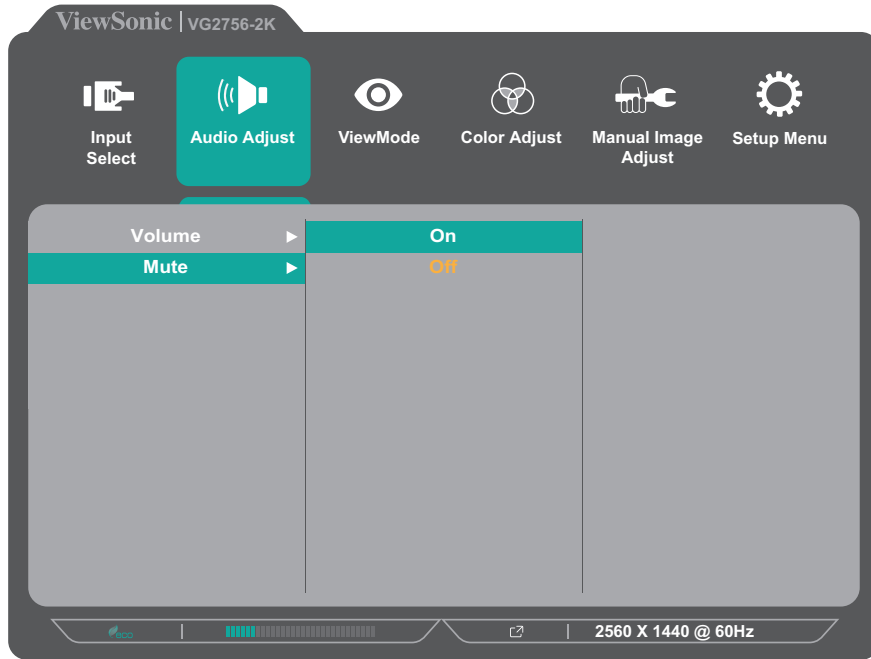 ViewSonic | VG2756-2K
Input Select
Audio Adjust
ViewMode
Color Adjust
Manual Image Adjust
Setup Menu
Volume
On
Mute
Off
eco
2560 X 1440 @ 60Hz